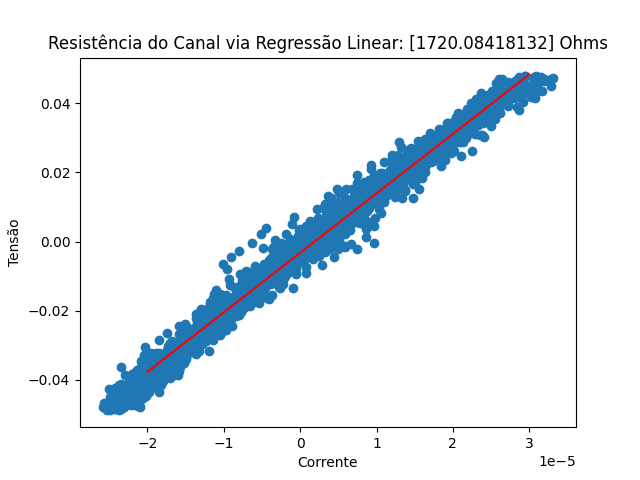 Resistência do Canal via Regressão Linear: [1720.08418132] Ohms
0.04
0.02
0.00
−0.02
−0.04
Tensão
−2
−1
0
1
2
3
1e−5
Corrente